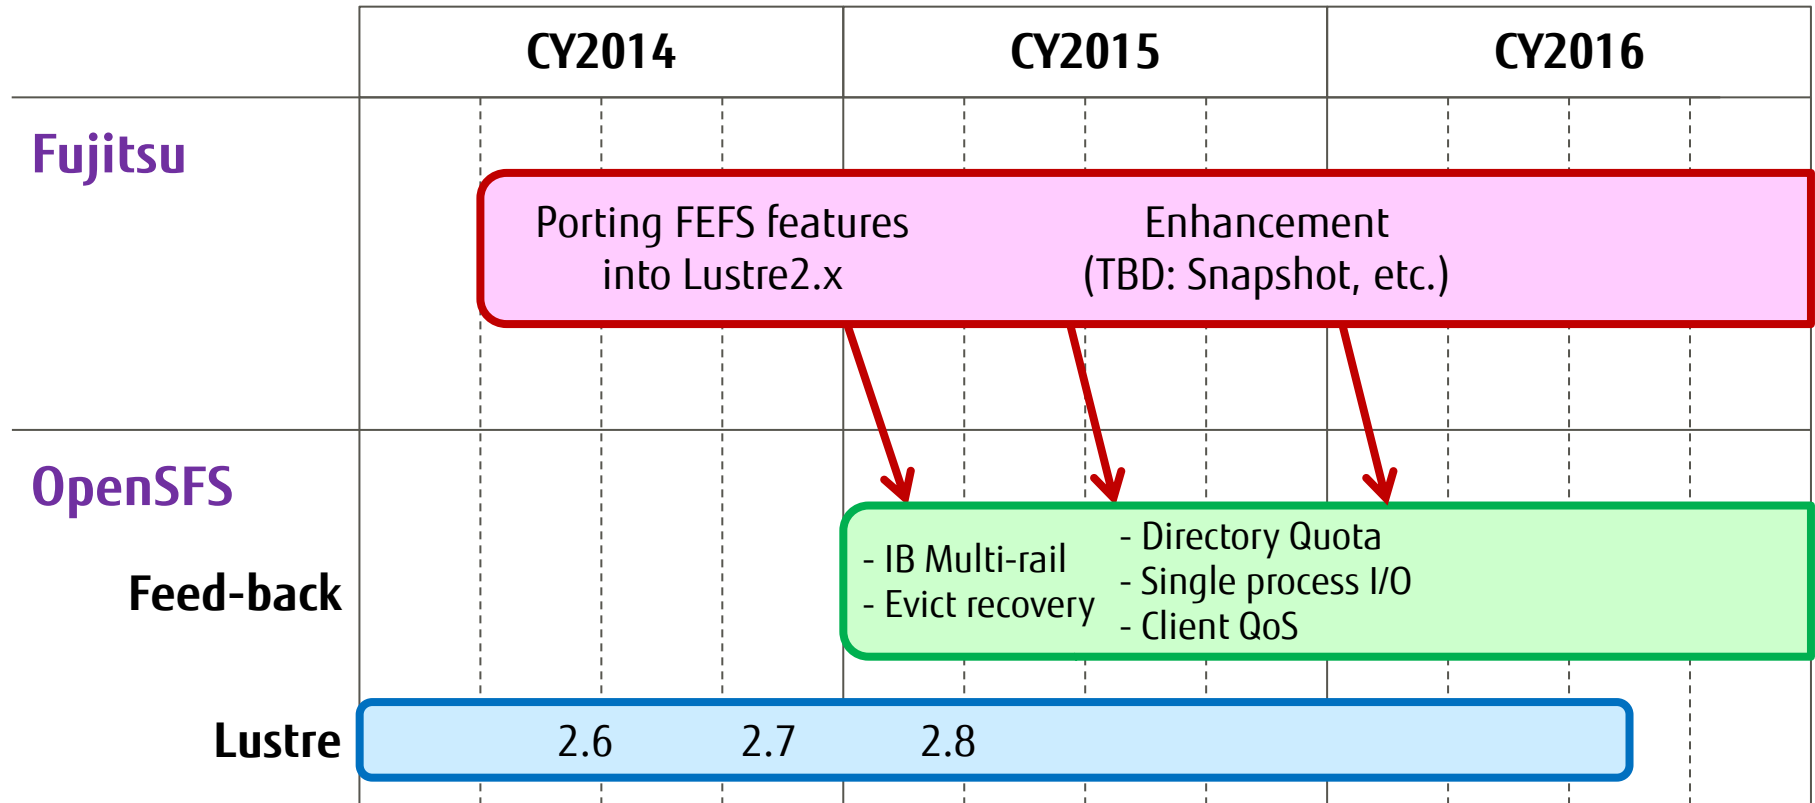 CY2014 CY2015 CY2016
Fujitsu
Porting FEFS features
into Lustre2.x
Enhancement
(TBD: Snapshot, etc.)
OpenSFS
Feed-back
- IB Multi-rail
- Evict recovery
- Directory Quota
- Single process I/O
- Client QoS
Lustre
2.6 2.7 2.8